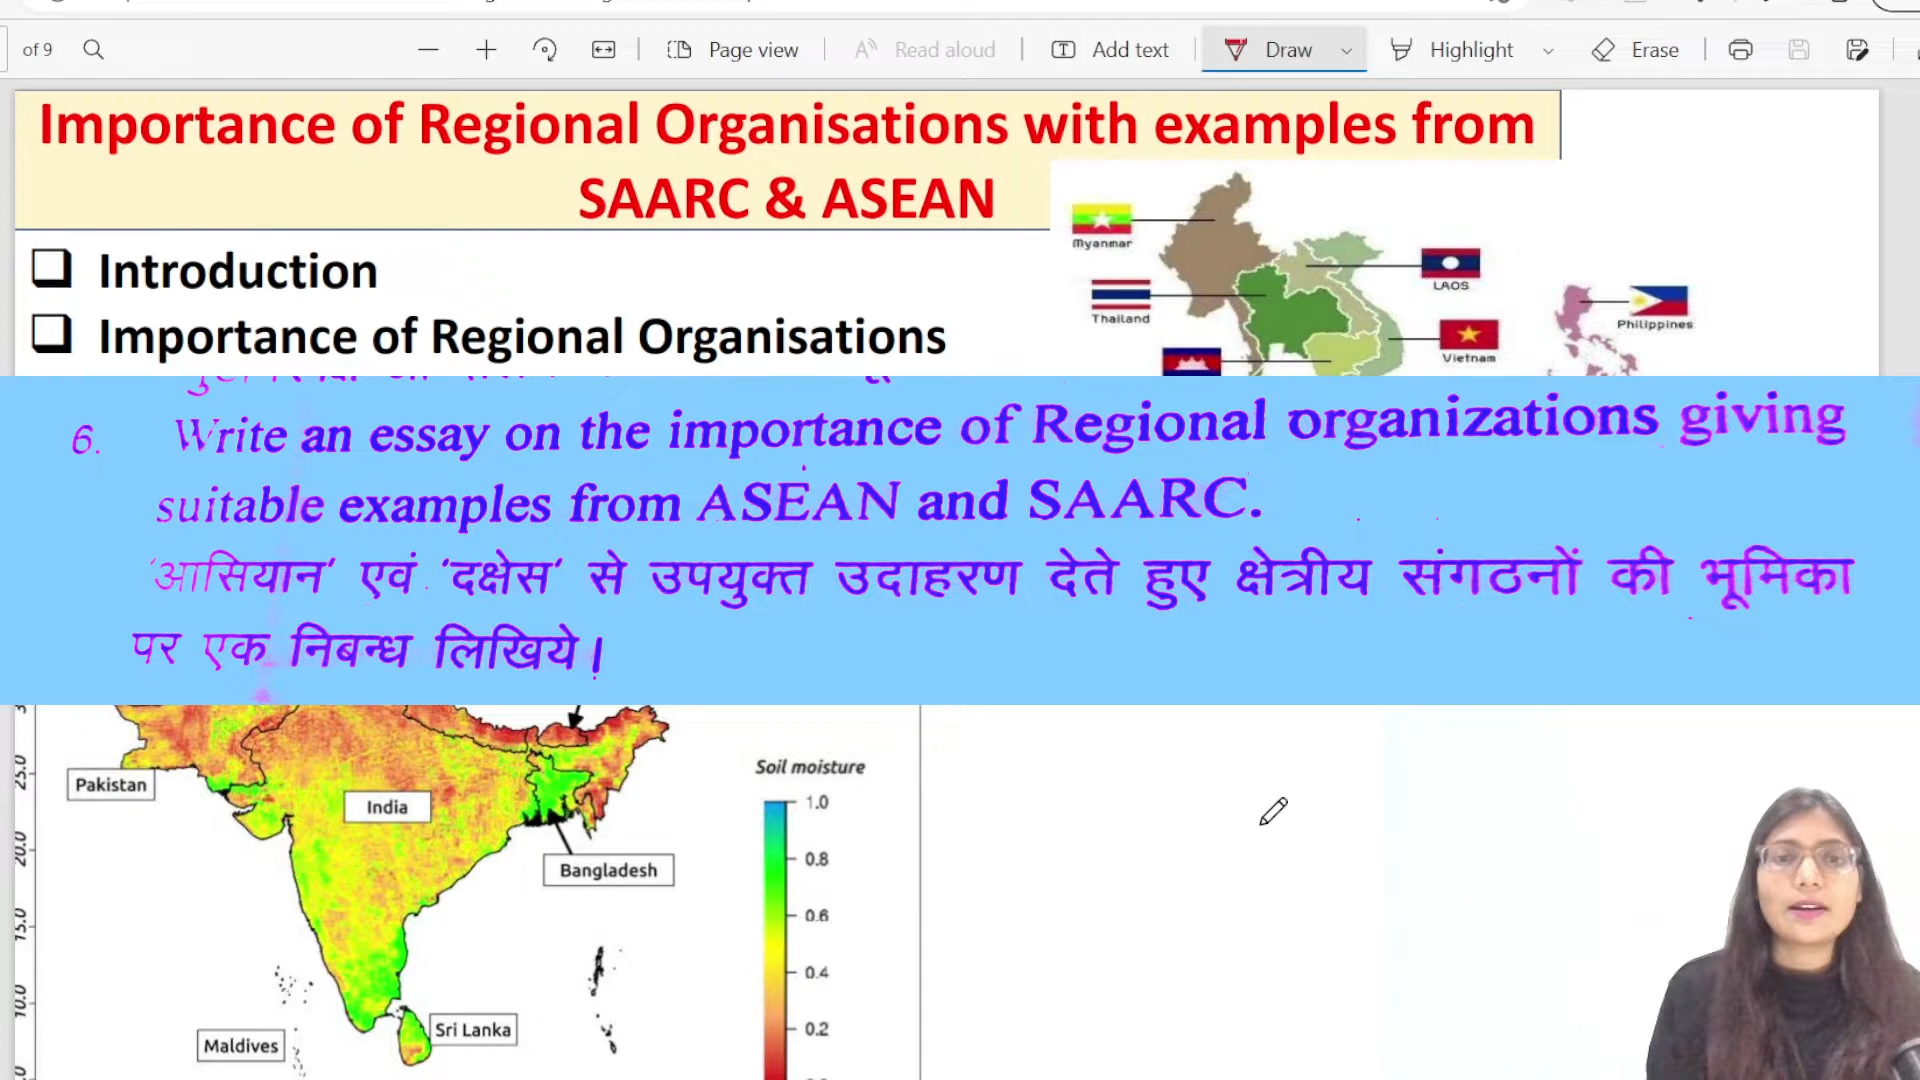 of 9
Page view
Read aloud
Add text
Draw
Highlight
Erase
Importance of Regional Organisations with examples from
SAARC & ASEAN
Introduction
Importance of Regional Organisations
Myanmar
LAOS
Thailand
Philippines
Vietnam
6. Write an essay on the importance of Regional organizations giving
suitable examples from ASEAN and SAARC.
'आसियान' एवं 'दक्षेस' से उपयुक्त उदाहरण देते हुए क्षेत्रीय संगठनों की भूमिका
पर एक निबन्ध लिखिये।
Pakistan
India
Bangladesh
Sri Lanka
Maldives
25.0
20.0
15.0
10.0
Soil moisture
1.0
0.8
0.6
0.4
0.2